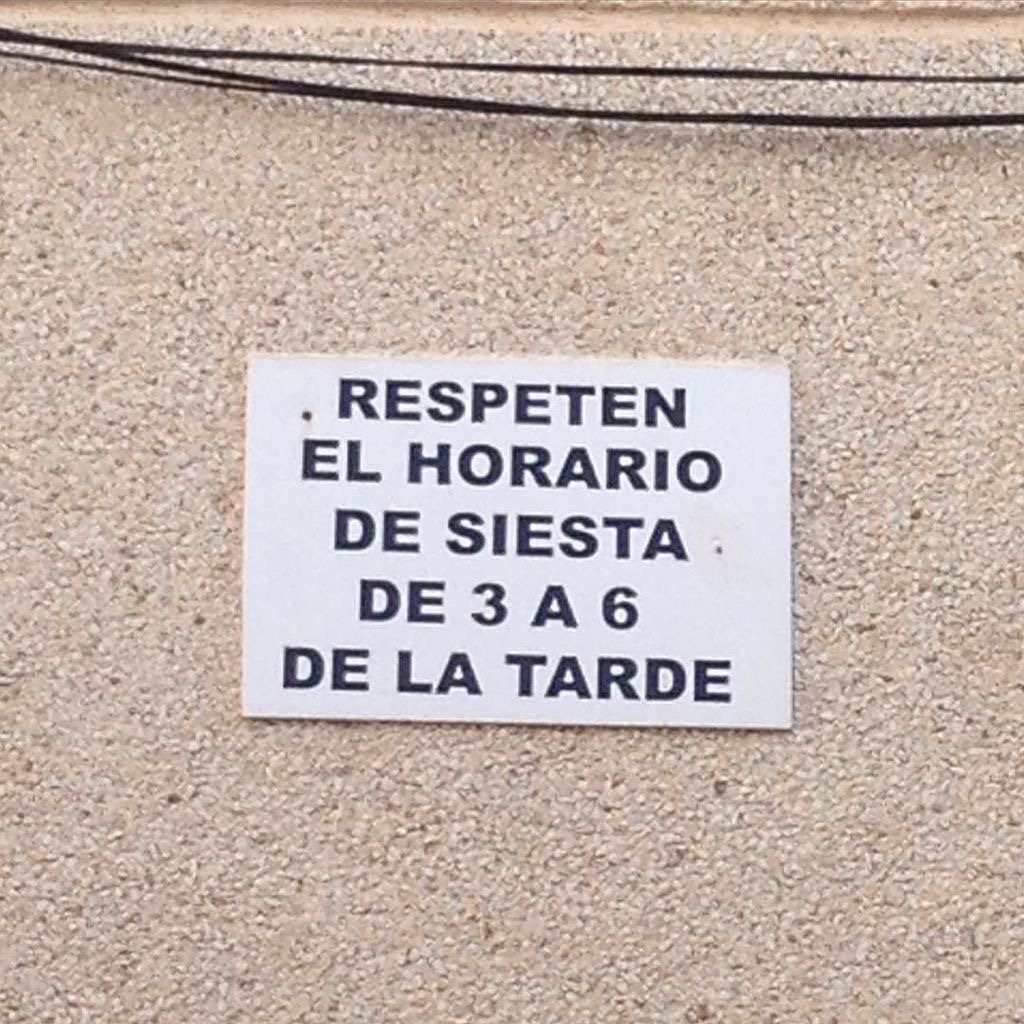 RESPETEN
EL HORARIO
DE SIESTA
DE 3 A 6
DE LA TARDE